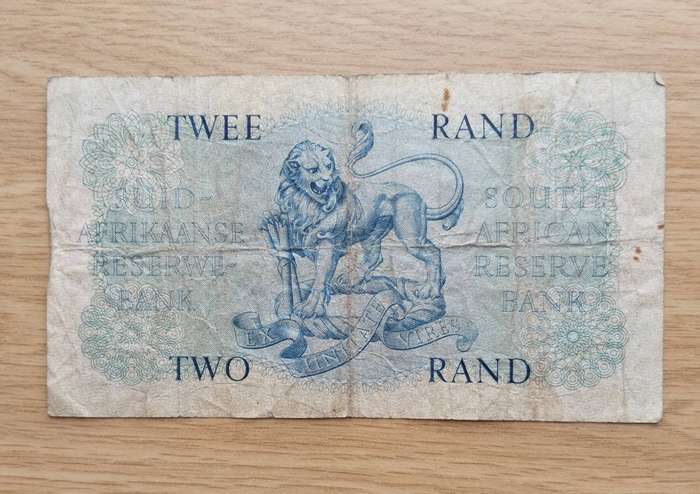 TWEE RAND
SUID-
AFRIKAANSE
RESERWE-
BANK
SOUTH
AFRICAN
RESERVE
BANK
EX UNITATE VIRES
TWO RAND